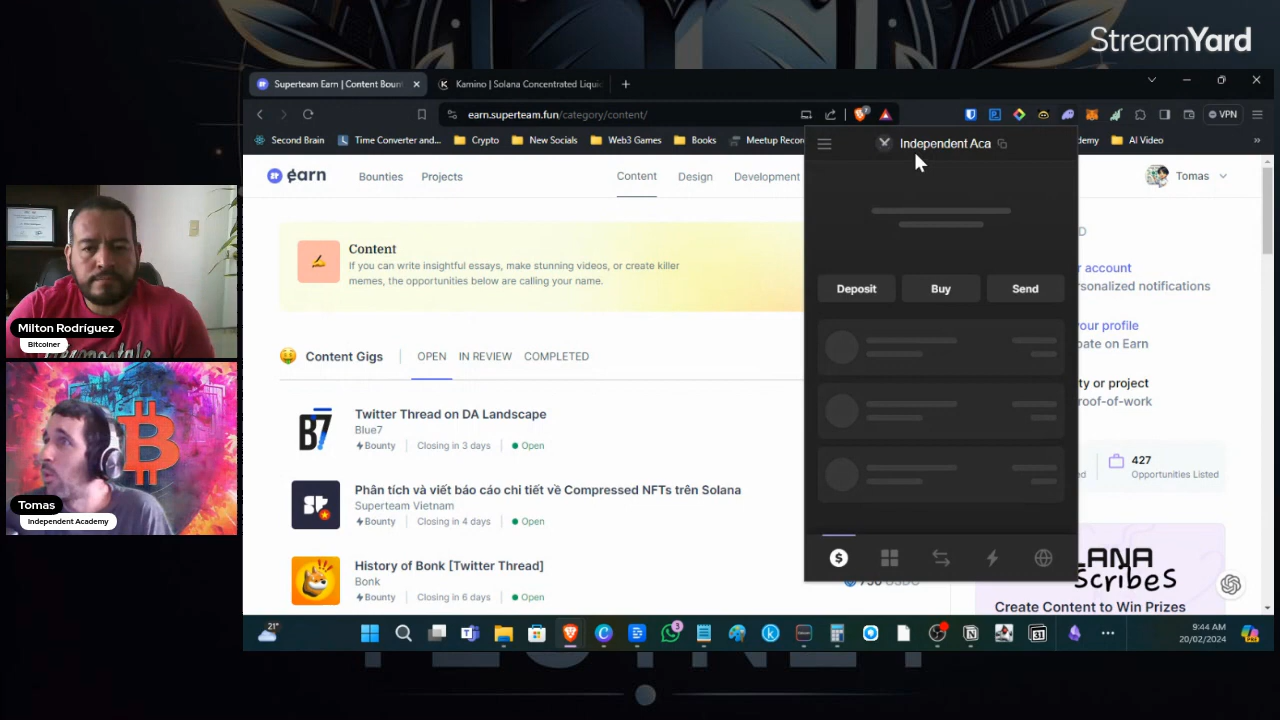 StreamYard
Superteam Earn | Content Boun
Kamino | Solana Concentrated Liquid
earn.superteam.fun/category/content/
VPN
Second Brain
Time Converter and...
Crypto
New Socials
Web3 Games
Books
Meetup Recor
demy
AI Video
»
Independent Aca
earn
Bounties
Projects
Content
Design
Development
Tomas
Content
If you can write insightful essays, make stunning videos, or create killer
memes, the opportunities below are calling your name.
r account
rsonalized notifications
Deposit
Buy
Send
your profile
pate on Earn
Content Gigs
OPEN
IN REVIEW
COMPLETED
ty or project
roof-of-work
Twitter Thread on DA Landscape
Blue7
Bounty
Closing in 3 days
Open
427
Opportunities Listed
Phân tích và viết báo cáo chi tiết về Compressed NFTs trên Solana
Superteam Vietnam
Bounty
Closing in 4 days
Open
History of Bonk [Twitter Thread]
Bonk
Bounty
Closing in 6 days
Open
LANA
scribes
Create Content to Win Prizes
Milton Rodríguez
Bitcoiner
Tomas
Independent Academy
21°
3
31
9:44 AM
20/02/2024